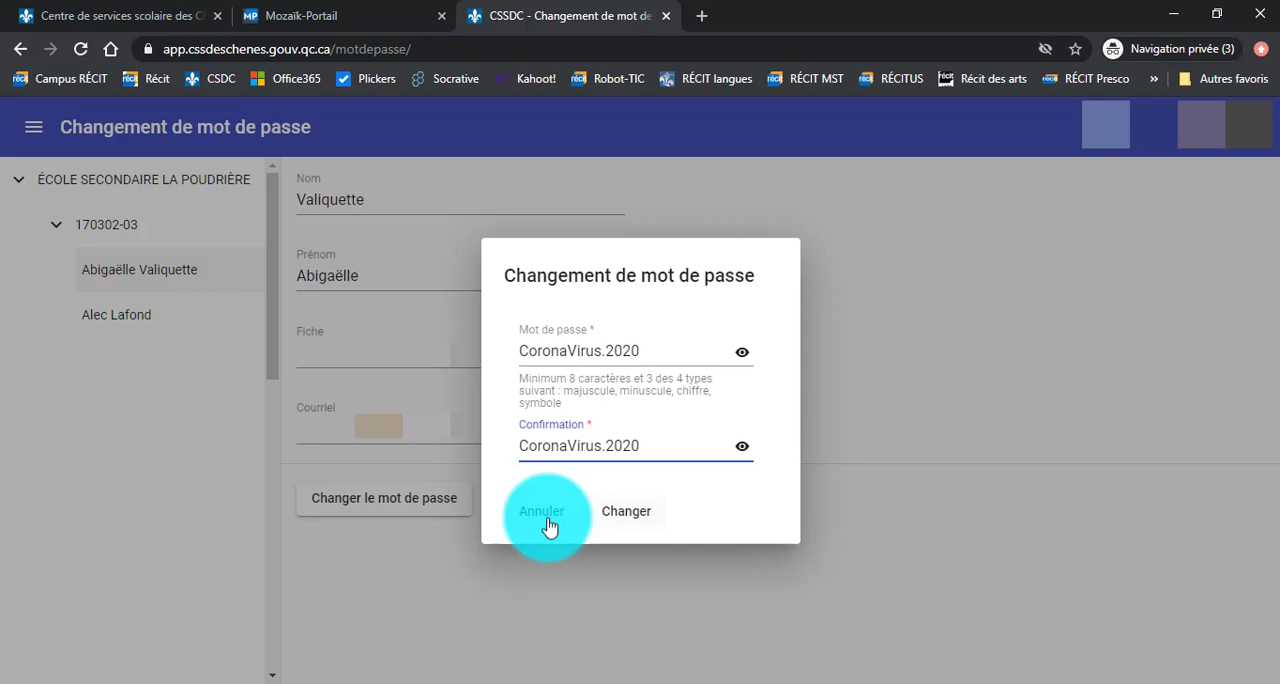 Centre de services scolaire des C
Mozaïk-Portail
CSSDC - Changement de mot de
app.cssdeschenes.gouv.qc.ca/motdepasse/
Navigation privée (3)
Campus RÉCIT
Récit
CSDC
Office365
Plickers
Socrative
Kahoot!
Robot-TIC
RÉCIT langues
RÉCIT MST
RÉCITUS
Récit des arts
RÉCIT Presco
»
Autres favoris
Changement de mot de passe
ÉCOLE SECONDAIRE LA POUDRIÈRE
170302-03
Abigaëlle Valiquette
Alec Lafond
Nom
Valiquette
Prénom
Abigaëlle
Fiche
Courriel
Changer le mot de passe
Changement de mot de passe
Mot de passe *
CoronaVirus.2020
Minimum 8 caractères et 3 des 4 types
suivant : majuscule, minuscule, chiffre,
symbole
Confirmation *
CoronaVirus.2020
Annuler
Changer